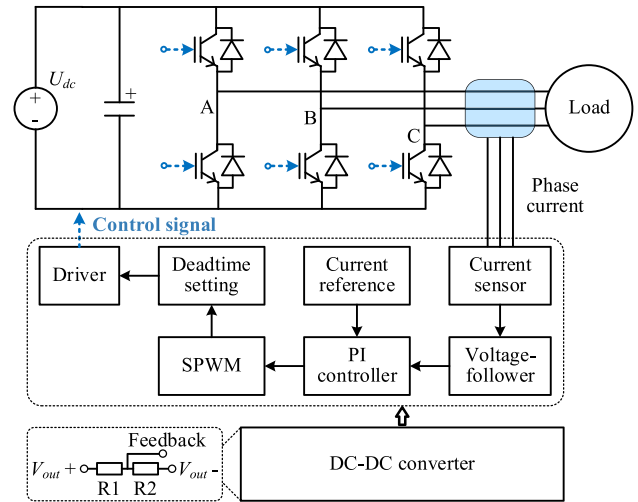 +
-
U_dc
+
A
B
C
Load
Phase
current
Control signal
Driver
Deadtime
setting
Current
reference
Current
sensor
SPWM
PI
controller
Voltage-
follower
Feedback
V_out +
V_out -
R1
R2
DC-DC converter